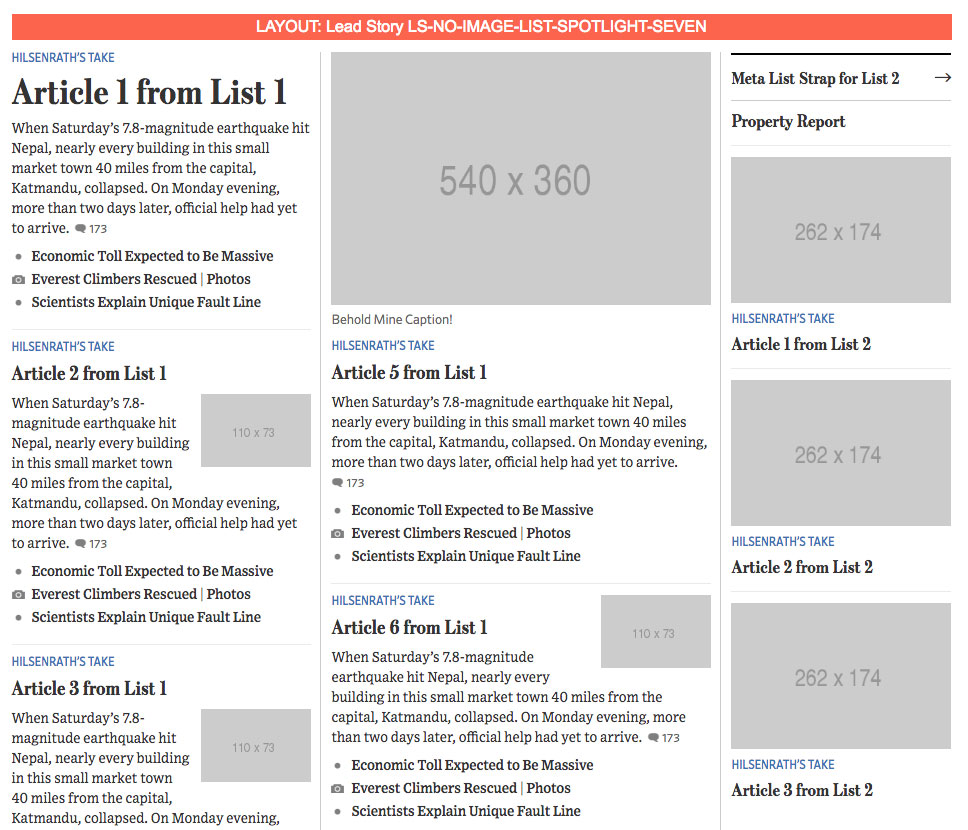 LAYOUT: Lead Story LS-NO-IMAGE-LIST-SPOTLIGHT-SEVEN
HILSENRATH'S TAKE
Article 1 from List 1
When Saturday's 7.8-magnitude earthquake hit
Nepal, nearly every building in this small
market town 40 miles from the capital,
Katmandu, collapsed. On Monday evening,
more than two days later, official help had yet
to arrive. 173
Economic Toll Expected to Be Massive
Everest Climbers Rescued | Photos
Scientists Explain Unique Fault Line
HILSENRATH'S TAKE
Article 2 from List 1
When Saturday's 7.8-
magnitude earthquake hit
Nepal, nearly every building
in this small market town
40 miles from the capital,
Katmandu, collapsed. On Monday evening,
more than two days later, official help had yet
to arrive. 173
110 x 73
Economic Toll Expected to Be Massive
Everest Climbers Rescued | Photos
Scientists Explain Unique Fault Line
HILSENRATH'S TAKE
Article 3 from List 1
When Saturday's 7.8-
magnitude earthquake hit
Nepal, nearly every building
in this small market town
40 miles from the capital,
Katmandu, collapsed. On Monday evening,
110 x 73
540 x 360
Behold Mine Caption!
HILSENRATH'S TAKE
Article 5 from List 1
When Saturday's 7.8-magnitude earthquake hit Nepal,
nearly every building in this small market town 40 miles
from the capital, Katmandu, collapsed. On Monday evening,
more than two days later, official help had yet to arrive.
173
Economic Toll Expected to Be Massive
Everest Climbers Rescued | Photos
Scientists Explain Unique Fault Line
HILSENRATH'S TAKE
Article 6 from List 1
110 x 73
When Saturday's 7.8-magnitude
earthquake hit Nepal, nearly every
building in this small market town 40 miles from the
capital, Katmandu, collapsed. On Monday evening, more
than two days later, official help had yet to arrive. 173
Economic Toll Expected to Be Massive
Everest Climbers Rescued | Photos
Scientists Explain Unique Fault Line
Meta List Strap for List 2 →
Property Report
262 x 174
HILSENRATH'S TAKE
Article 1 from List 2
262 x 174
HILSENRATH'S TAKE
Article 2 from List 2
262 x 174
HILSENRATH'S TAKE
Article 3 from List 2